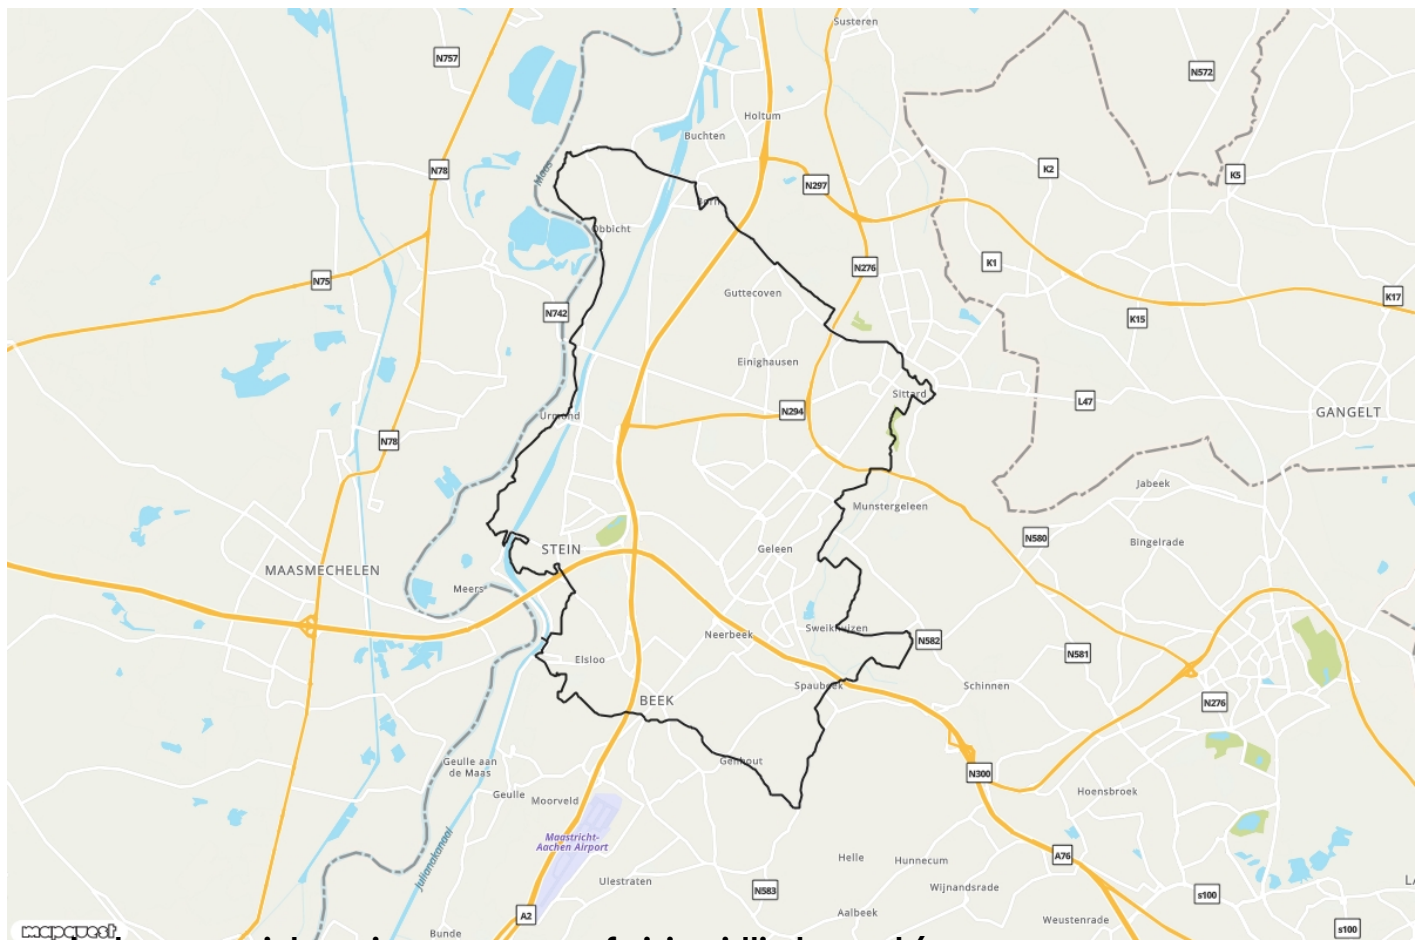 Susteren
N757
N572
Holtum
Buchten
K2
K5
N78
Maas
N297
Obbicht
K1
N276
N75
Guttecoven
K17
N742
K15
Einighausen
Sittard
L47
GANGELT
N294
Urmond
N78
Jabeek
Munstergeleen
N580
Bingelrade
STEIN
Geleen
MAASMECHELEN
Meers
Sweikhuizen
Neerbeek
N582
N581
Elsloo
Spaubeek
Schinnen
BEEK
N276
Genhout
Geulle aan
de Maas
N300
Hoensbroek
Geulle
Moorveld
Maastricht-
Aachen Airport
Julianakanaal
A76
Helle
Hunnecum
Ulestraten
N583
Wijnandsrade
s100
A2
Aalbeek
Weustenrade
s100
Bunde
mapquest